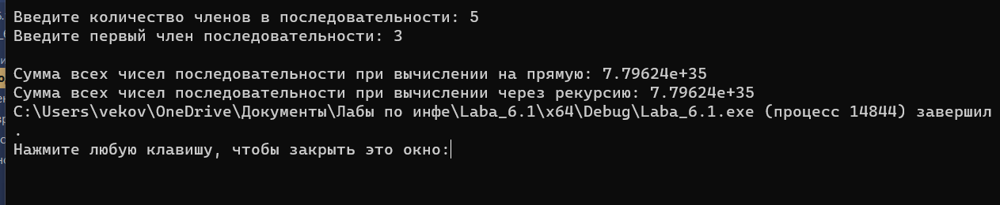 Введите количество членов в последовательности: 5
Введите первый член последовательности: 3
Сумма всех чисел последовательности при вычислении на прямую: 7.79624e+35
Сумма всех чисел последовательности при вычислении через рекурсию: 7.79624e+35
C:\Users\vekov\OneDrive\Документы\Лабы по инфе\Laba_6.1\x64\Debug\Laba_6.1.exe (процесс 14844) завершил
.
Нажмите любую клавишу, чтобы закрыть это окно: